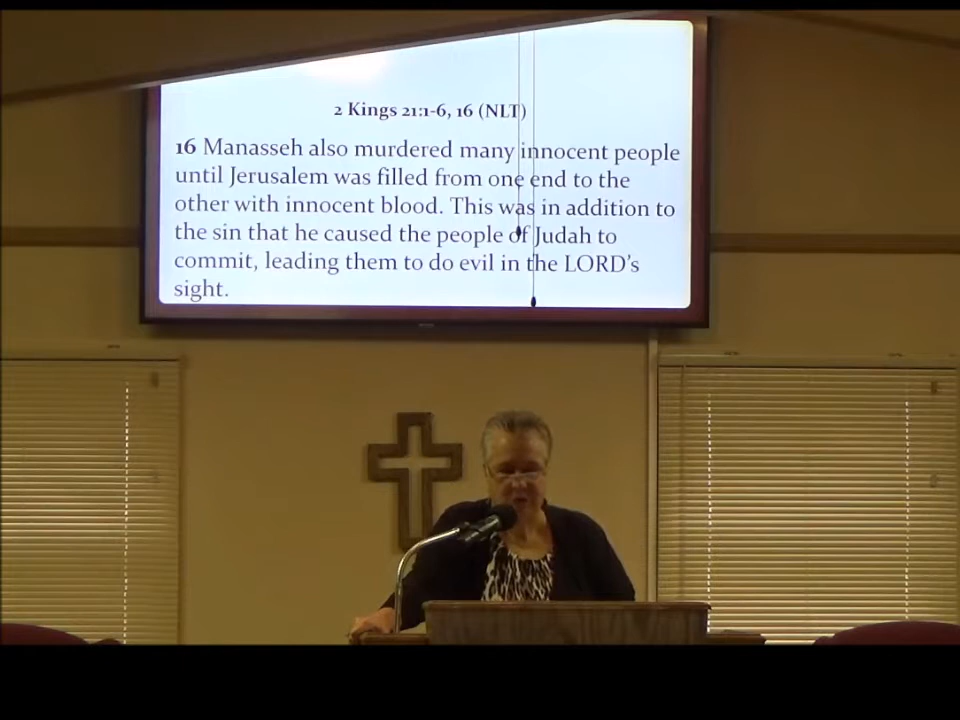 2 Kings 21:1-6, 16 (NLT)
16 Manasseh also murdered many innocent people
until Jerusalem was filled from one end to the
other with innocent blood. This was in addition to
the sin that he caused the people of Judah to
commit, leading them to do evil in the LORD's
sight.